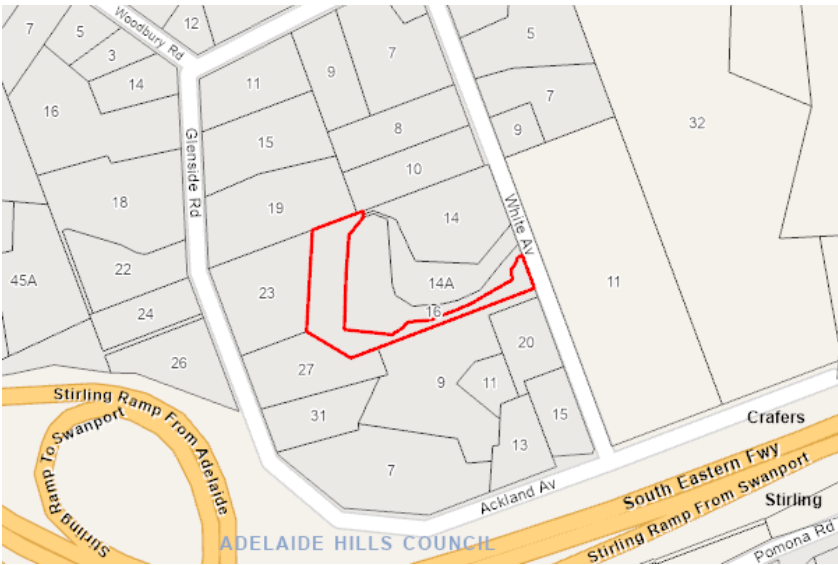 12
Woodbury Rd
7
5
3
14
16
11
9
7
5
7
8
9
32
15
10
Glenside Rd
18
19
14
White Av
22
45A
23
14A
11
24
16
26
20
27
9
11
31
15
13
7
Stirling Ramp From Adelaide
Stirling Ramp To Swanport
Stirling
Crafers
South Eastern Fwy
Ackland Av
Stirling Ramp From Swanport
Stirling
Pomona Rd
ADELAIDE HILLS COUNCIL